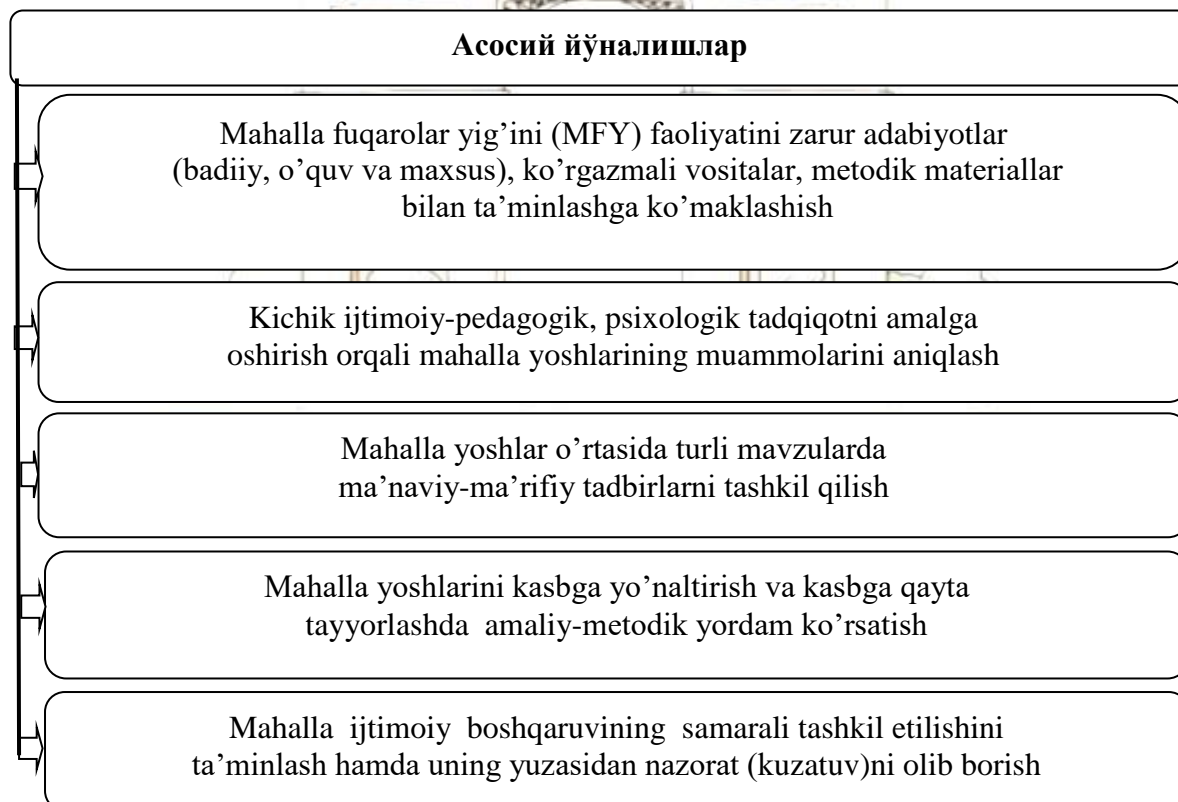 Асосий йўналишлар
Mahalla fuqarolar yig’ini (MFY) faoliyatini zarur adabiyotlar
(badiiy, o’quv va maxsus), ko’rgazmali vositalar, metodik materiallar
bilan ta’minlashga ko’maklashish
Kichik ijtimoiy-pedagogik, psixologik tadqiqotni amalga
oshirish orqali mahalla yoshlarining muammolarini aniqlash
Mahalla yoshlar o’rtasida turli mavzularda
ma’naviy-ma’rifiy tadbirlarni tashkil qilish
Mahalla yoshlarini kasbga yo’naltirish va kasbga qayta
tayyorlashda amaliy-metodik yordam ko’rsatish
Mahalla ijtimoiy boshqaruvining samarali tashkil etilishini
ta’minlash hamda uning yuzasidan nazorat (kuzatuv)ni olib borish